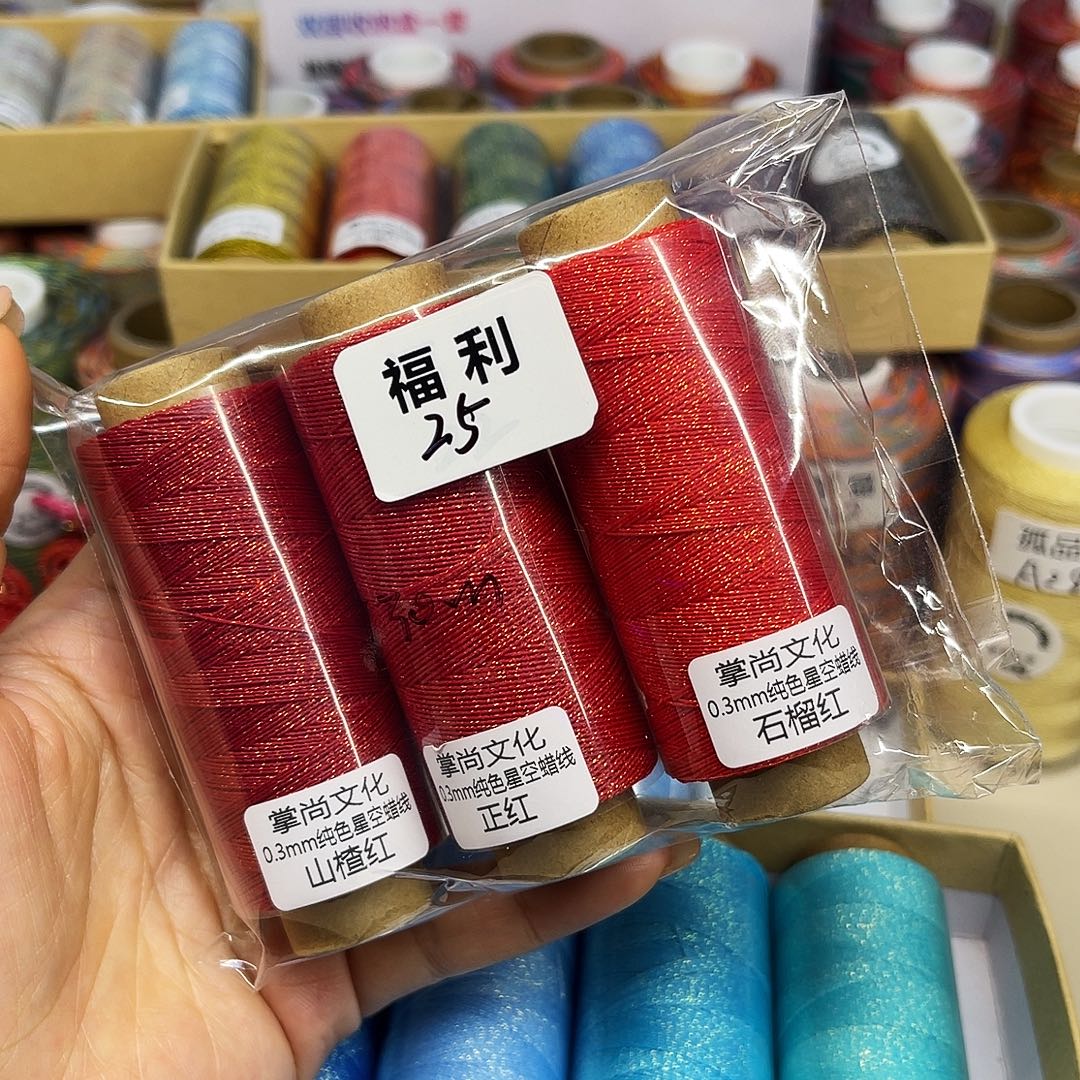 福利
25
30m
掌尚文化
0.3mm纯色星空蜡线
山楂红
掌尚文化
0.3mm纯色星空蜡线
正红
掌尚文化
0.3mm纯色星空蜡线
石榴红